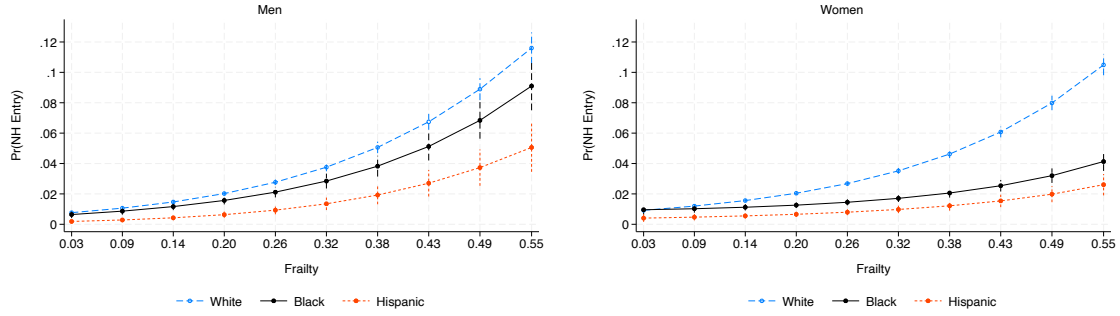 Men
Pr(NH Entry)
.12
.1
.08
.06
.04
.02
0
0.03 0.09 0.14 0.20 0.26 0.32 0.38 0.43 0.49 0.55
Frailty
White Black Hispanic
Women
Pr(NH Entry)
.12
.1
.08
.06
.04
.02
0
0.03 0.09 0.14 0.20 0.26 0.32 0.38 0.43 0.49 0.55
Frailty
White Black Hispanic